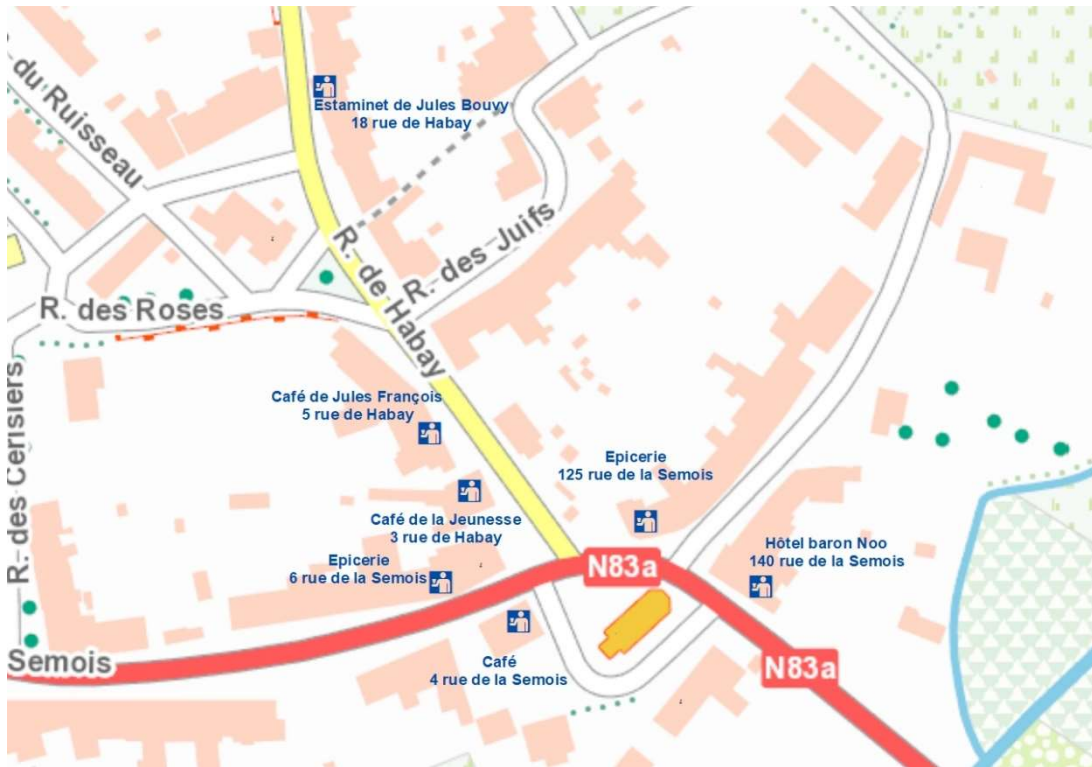 Estaminet de Jules Bouvy
18 rue de Habay
du Ruisseau
R. de Habay
R. des Juifs
R. des Roses
R. des Cerisiers
Café de Jules François
5 rue de Habay
Café de la Jeunesse
3 rue de Habay
Epicerie
125 rue de la Semois
Epicerie
6 rue de la Semois
Hôtel baron Noo
140 rue de la Semois
N83a
Café
4 rue de la Semois
Semois
N83a